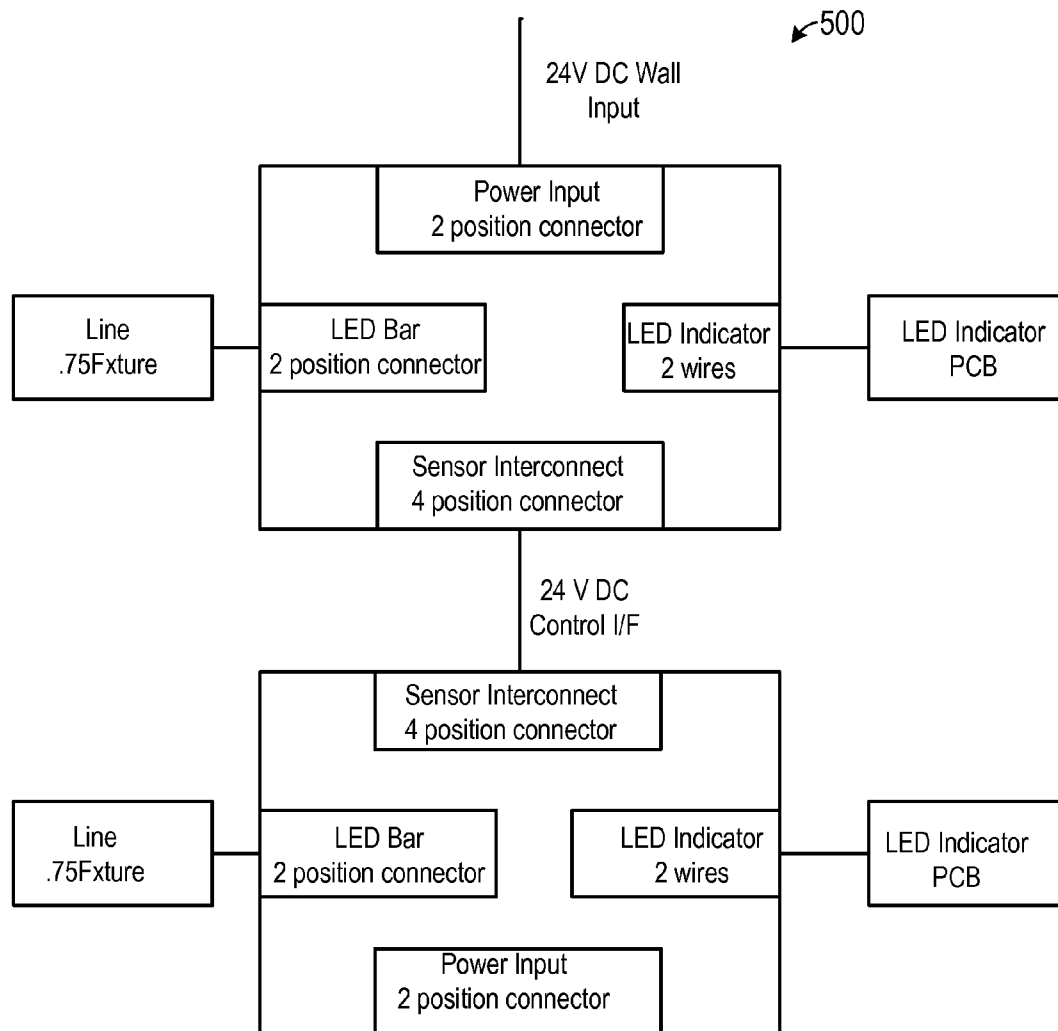 500
24V DC Wall
Input
Power Input
2 position connector
Line
.75Fxture
LED Bar
2 position connector
LED Indicator
2 wires
LED Indicator
PCB
Sensor Interconnect
4 position connector
24 V DC
Control I/F
Sensor Interconnect
4 position connector
Line
.75Fxture
LED Bar
2 position connector
LED Indicator
2 wires
LED Indicator
PCB
Power Input
2 position connector